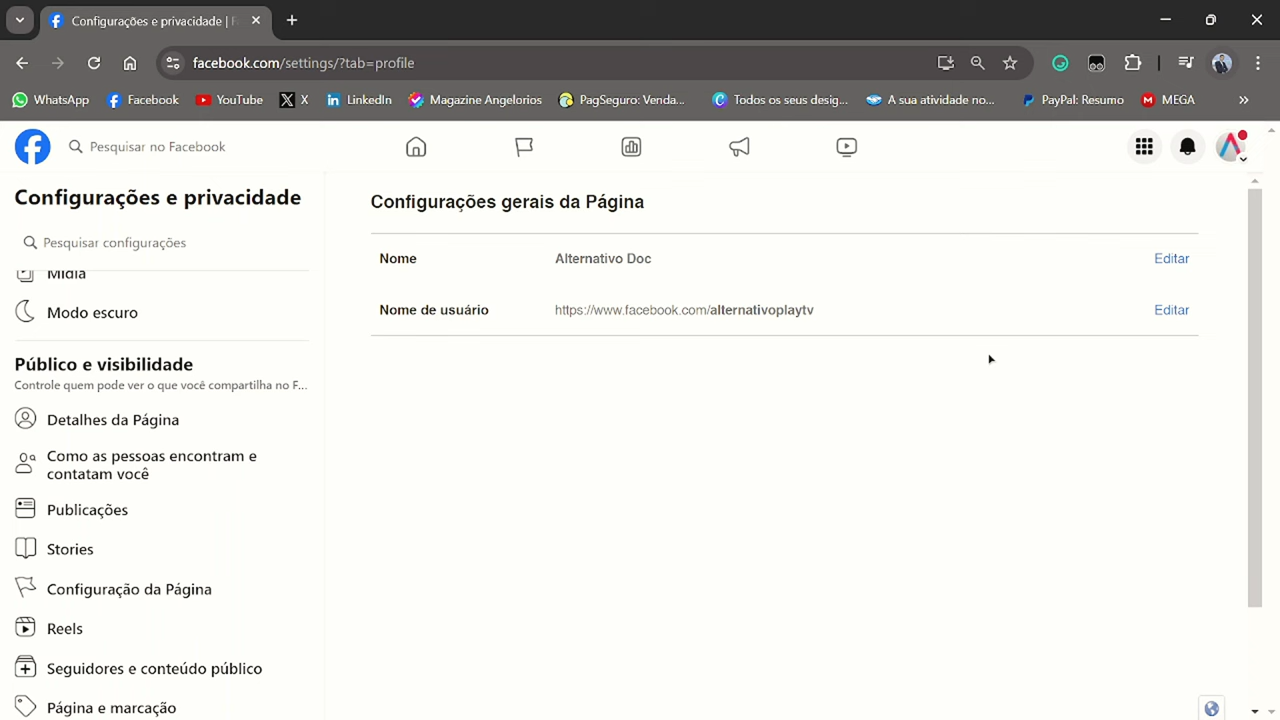 Configurações e privacidade | F
facebook.com/settings/?tab=profile
WhatsApp
Facebook
YouTube
X
LinkedIn
Magazine Angelorios
PagSeguro: Venda...
Todos os seus desig...
A sua atividade no...
PayPal: Resumo
MEGA
Pesquisar no Facebook
Configurações e privacidade
Pesquisar configurações
Mídia
Modo escuro
Público e visibilidade
Controle quem pode ver o que você compartilha no F...
Detalhes da Página
Como as pessoas encontram e
contatam você
Publicações
Stories
Configuração da Página
Reels
Seguidores e conteúdo público
Página e marcação
Configurações gerais da Página
Nome Alternativo Doc Editar
Nome de usuário https://www.facebook.com/alternativoplaytv Editar